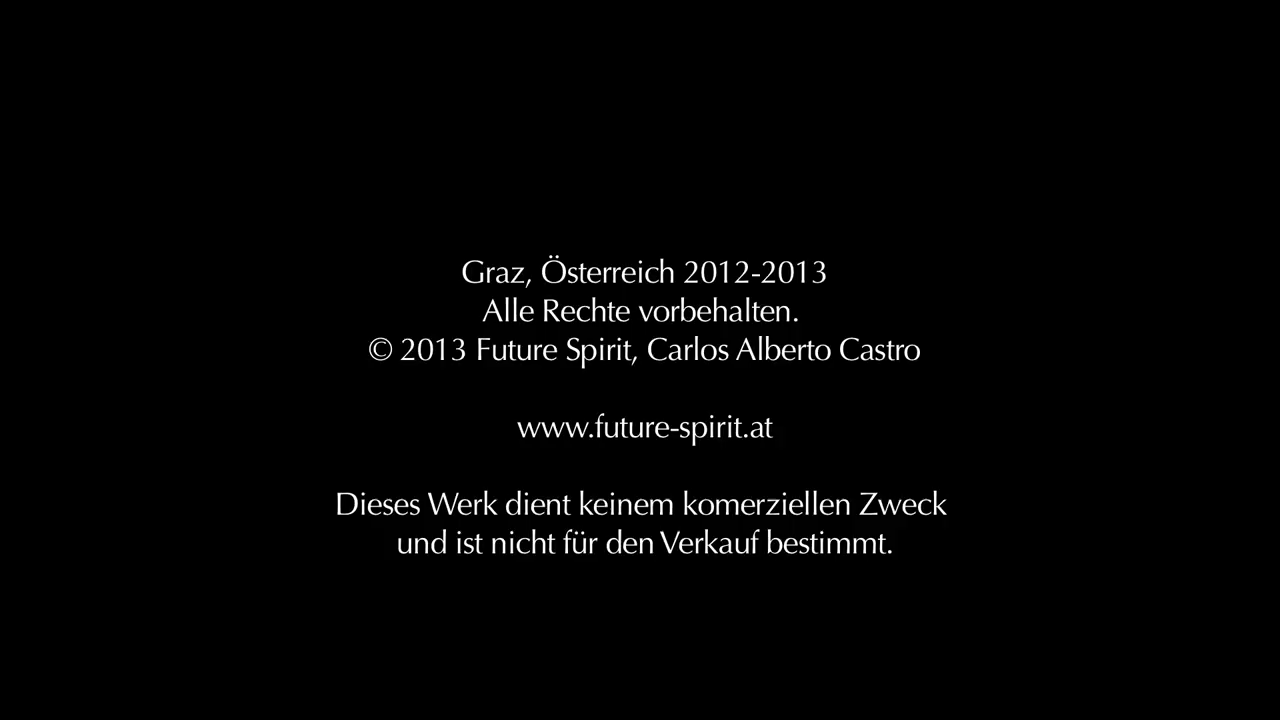 Graz, Österreich 2012-2013
Alle Rechte vorbehalten.
© 2013 Future Spirit, Carlos Alberto Castro
www.future-spirit.at
Dieses Werk dient keinem komerziellen Zweck
und ist nicht für den Verkauf bestimmt.